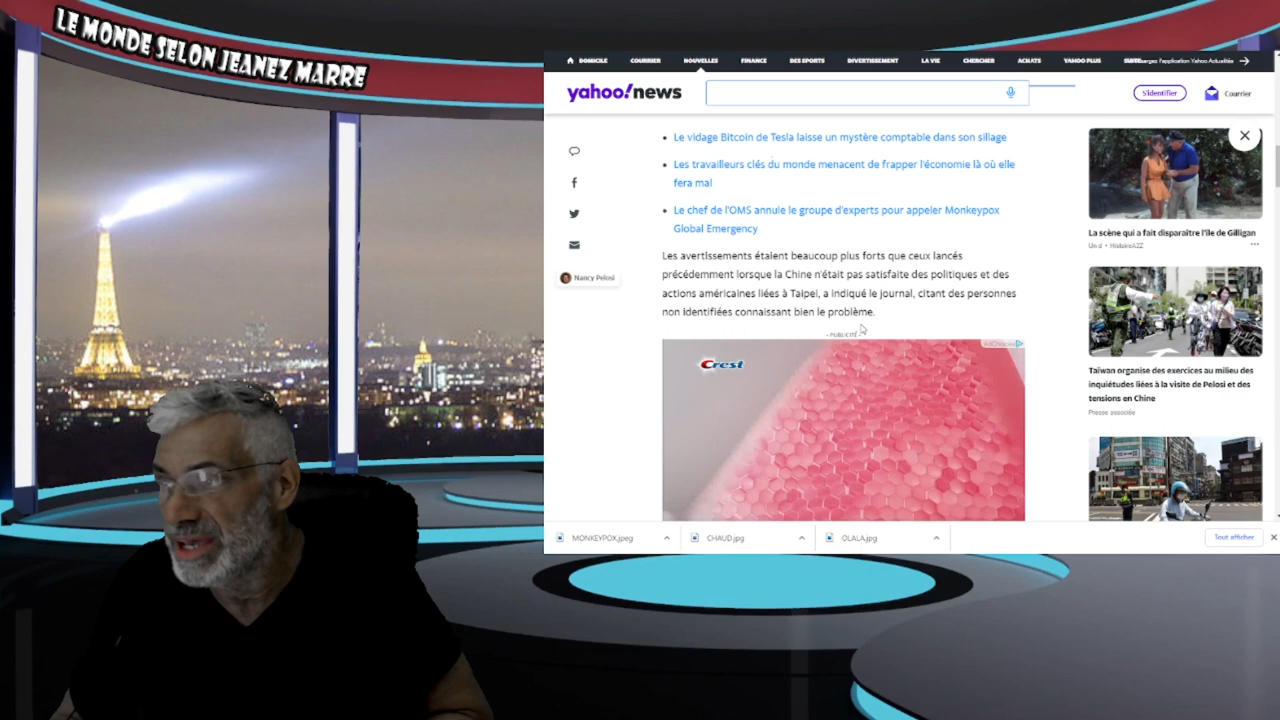 LE MONDE SELON JEANEZ MARRE
DOMICILE
COURRIER
NOUVELLES
FINANCE
DES SPORTS
DIVERTISSEMENT
LA VIE
CHERCHER
ACHATS
YAHOO PLUS
l'application Yahoo Actualités
yahoo!news
S'identifier
Courrier
Le vidage Bitcoin de Tesla laisse un mystère comptable dans son sillage
Les travailleurs clés du monde menacent de frapper l'économie là où elle
fera mal
Le chef de l'OMS annule le groupe d'experts pour appeler Monkeypox
Global Emergency
Nancy Pelosi
Les avertissements étaient beaucoup plus forts que ceux lancés
précédemment lorsque la Chine n'était pas satisfaite des politiques et des
actions américaines liées à Taipei, a indiqué le journal, citant des personnes
non identifiées connaissant bien le problème.
- PUBLICITÉ -
AdChoices
Crest
La scène qui a fait disparaître l'île de Gilligan
Un d • HistoireA2Z
Taïwan organise des exercices au milieu des
inquiétudes liées à la visite de Pelosi et des
tensions en Chine
Presse associée
MONKEYPOX.jpeg
CHAUD.jpg
OLALA.jpg
Tout afficher